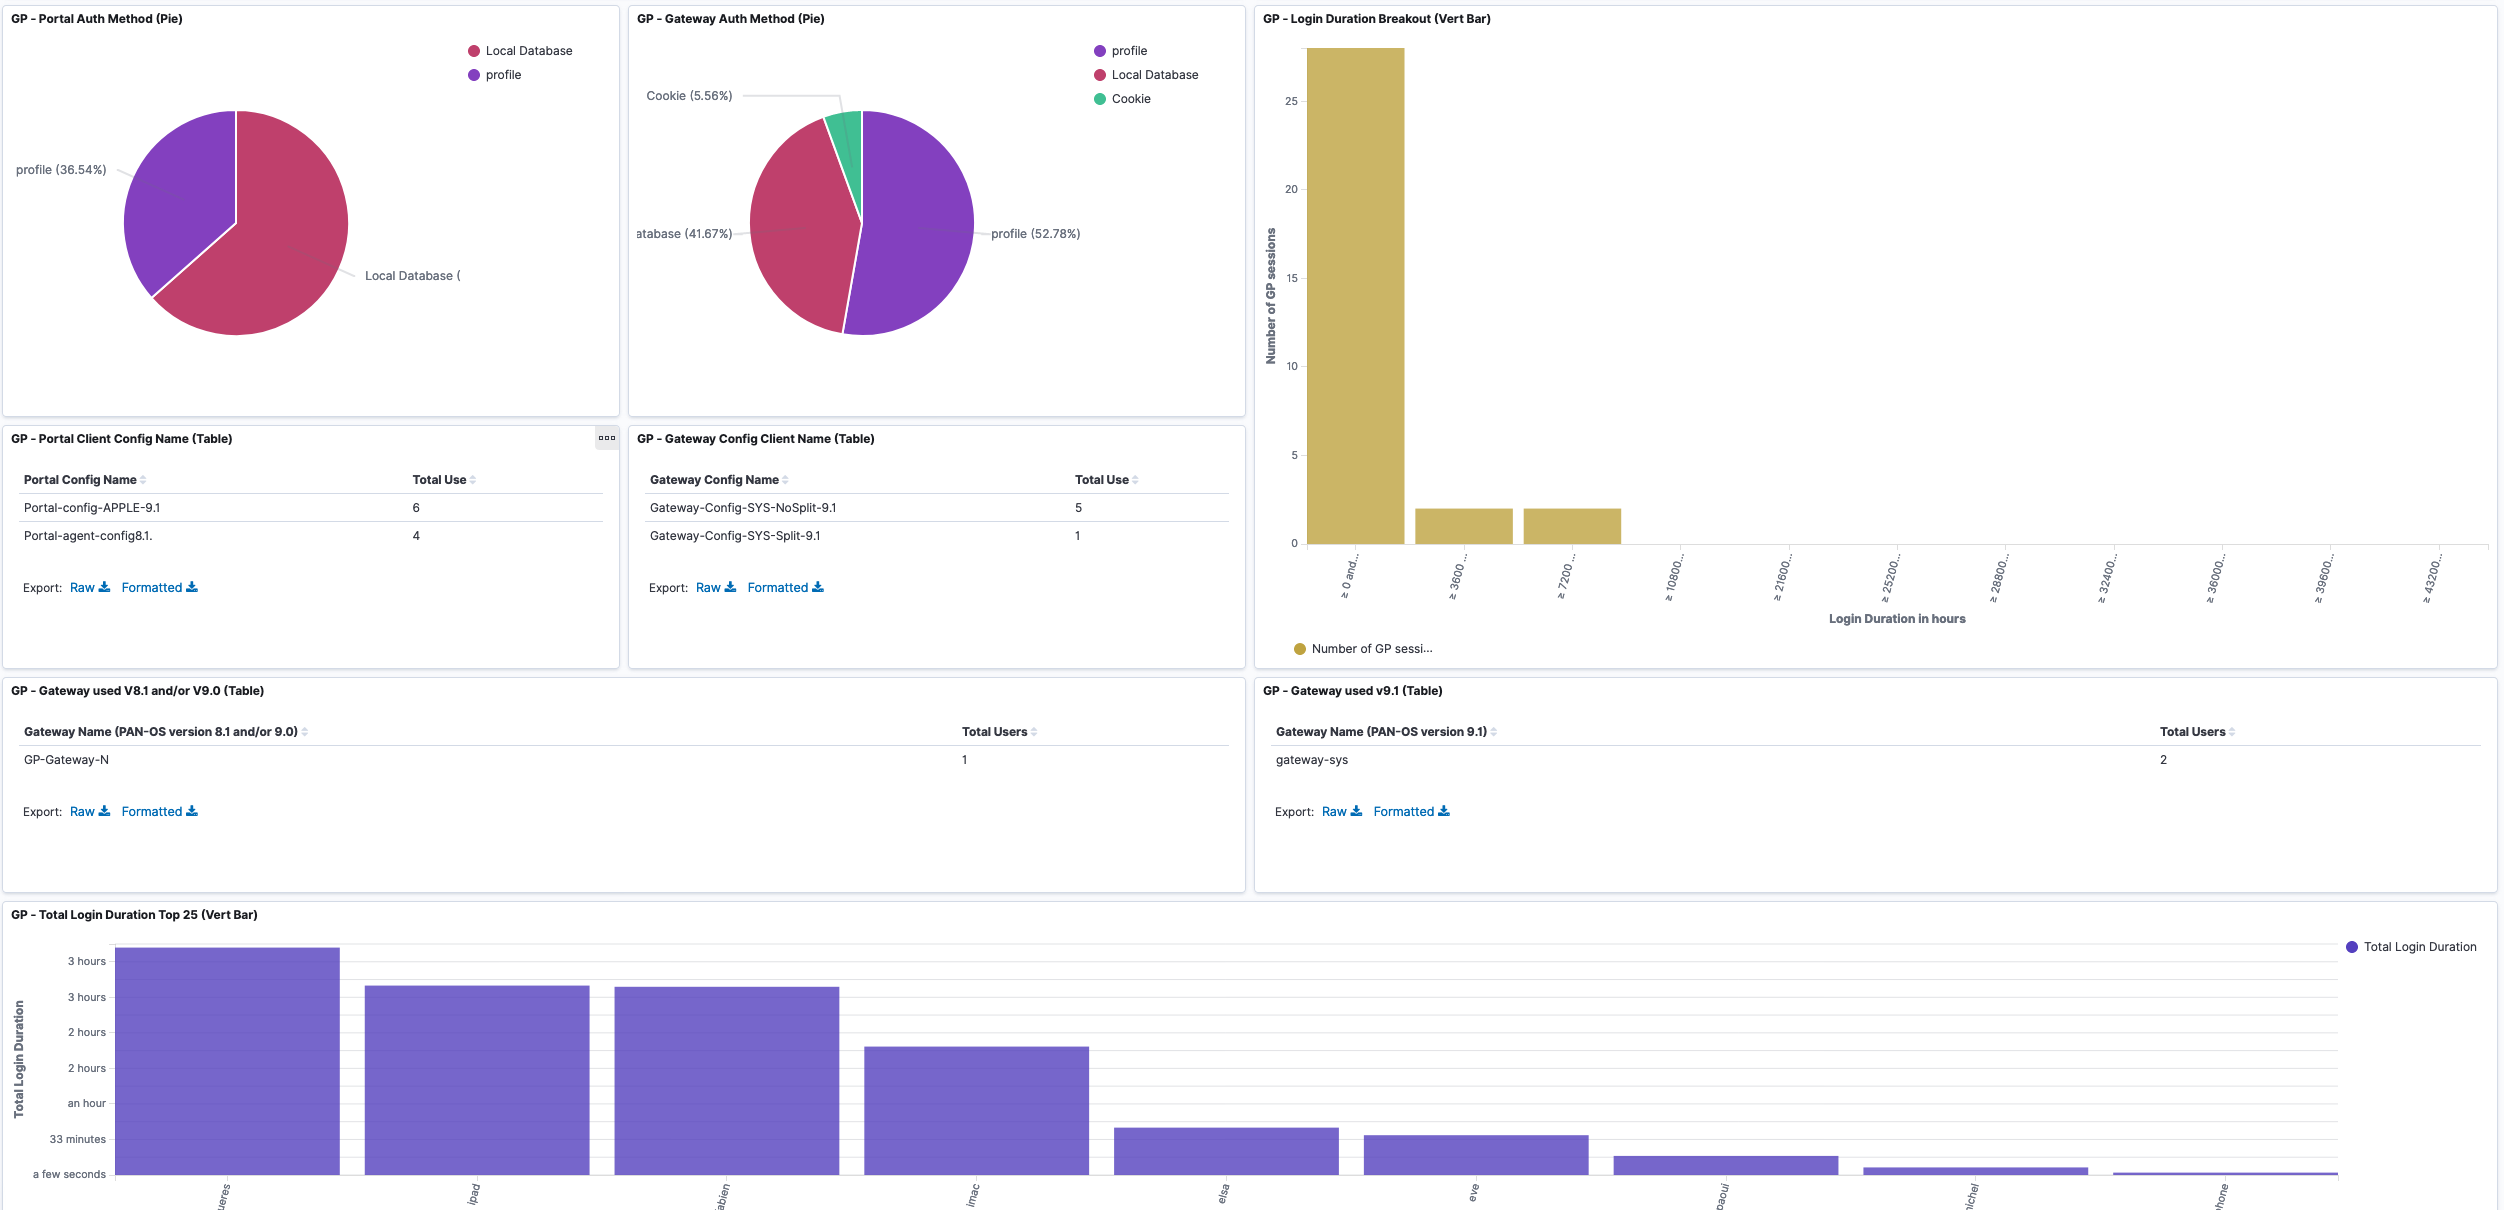 GP - Portal Auth Method (Pie)
Local Database
profile
profile (36.54%)
Local Database (
GP - Gateway Auth Method (Pie)
profile
Local Database
Cookie
Cookie (5.56%)
atabase (41.67%)
profile (52.78%)
GP - Login Duration Breakout (Vert Bar)
Number of GP sessions
25
20
15
10
5
0
≥ 0 and...
≥ 3600 ...
≥ 7200 ...
≥ 10800...
≥ 21600...
≥ 25200...
≥ 28800...
≥ 32400...
≥ 36000...
≥ 39600...
≥ 43200...
Login Duration in hours
Number of GP sessi...
GP - Portal Client Config Name (Table)
Portal Config Name Total Use
Portal-config-APPLE-9.1 6
Portal-agent-config8.1. 4
Export: Raw Formatted
GP - Gateway Config Client Name (Table)
Gateway Config Name Total Use
Gateway-Config-SYS-NoSplit-9.1 5
Gateway-Config-SYS-Split-9.1 1
Export: Raw Formatted
GP - Gateway used V8.1 and/or V9.0 (Table)
Gateway Name (PAN-OS version 8.1 and/or 9.0) Total Users
GP-Gateway-N 1
Export: Raw Formatted
GP - Gateway used v9.1 (Table)
Gateway Name (PAN-OS version 9.1) Total Users
gateway-sys 2
Export: Raw Formatted
GP - Total Login Duration Top 25 (Vert Bar)
Total Login Duration
Total Login Duration
3 hours
3 hours
2 hours
2 hours
an hour
33 minutes
a few seconds
ueres
ipad
abien
imac
elsa
eve
paoui
nichel
phone